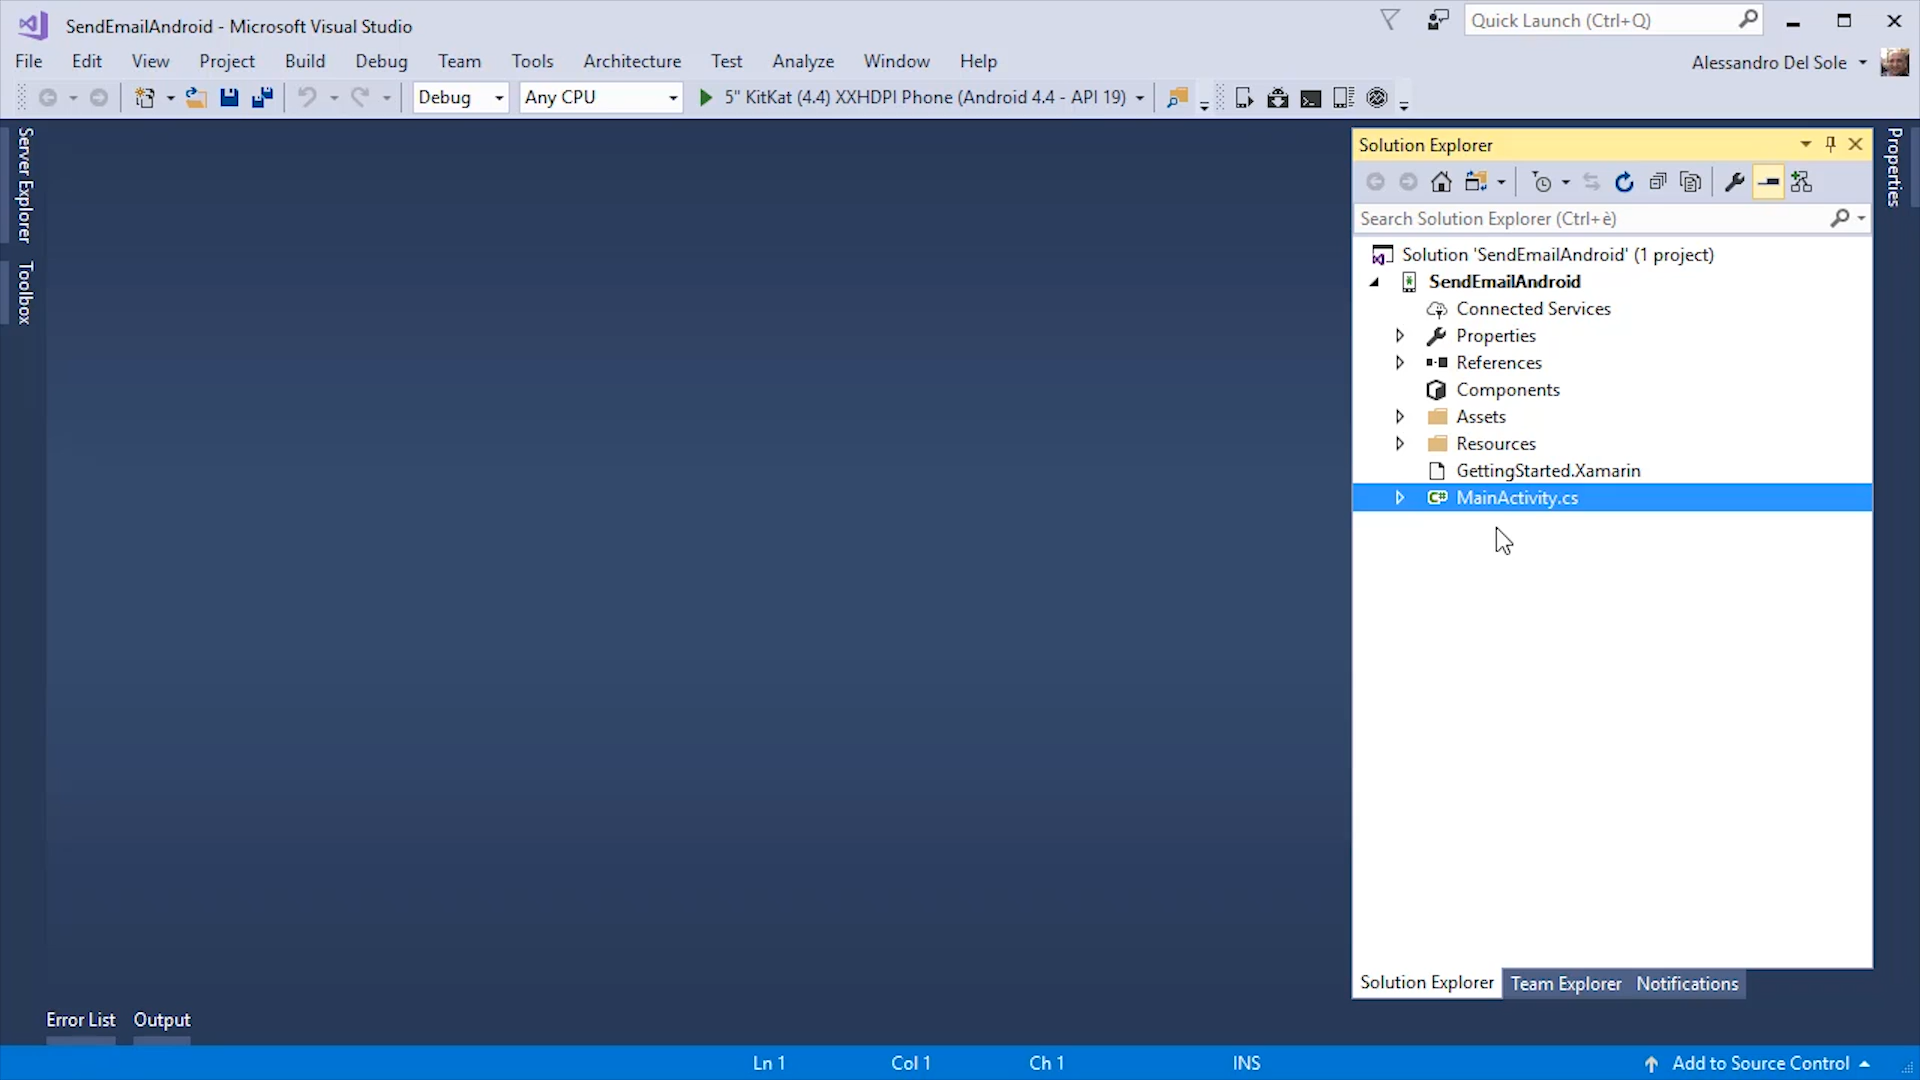 SendEmailAndroid - Microsoft Visual Studio
Quick Launch (Ctrl+Q)
File Edit View Project Build Debug Team Tools Architecture Test Analyze Window Help
Alessandro Del Sole
Debug Any CPU 5" KitKat (4.4) XXHDPI Phone (Android 4.4 - API 19)
Server Explorer
Toolbox
Solution Explorer
Properties
Search Solution Explorer (Ctrl+è)
Solution 'SendEmailAndroid' (1 project)
SendEmailAndroid
Connected Services
Properties
References
Components
Assets
Resources
GettingStarted.Xamarin
C# MainActivity.cs
Solution Explorer Team Explorer Notifications
Error List Output
Ln 1 Col 1 Ch 1 INS Add to Source Control